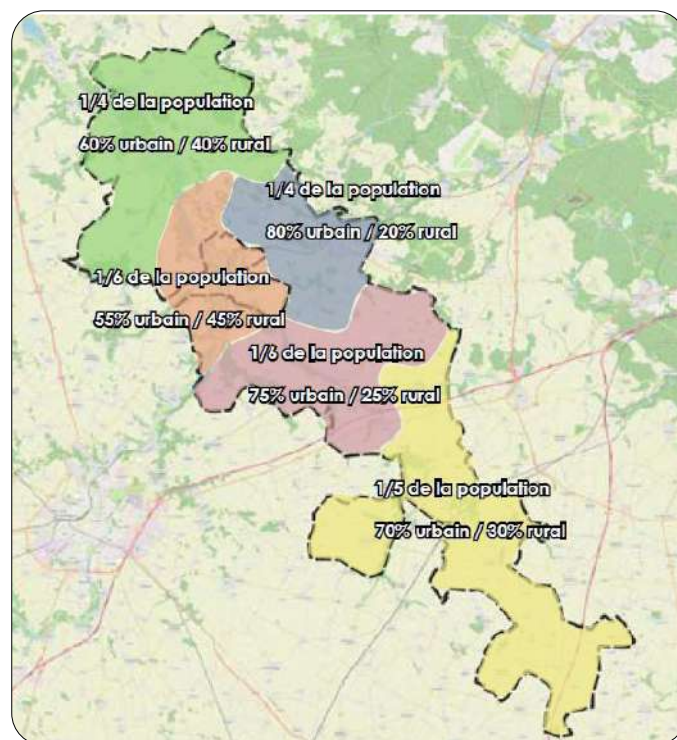 1/4 de la population
60% urbain / 40% rural
1/4 de la population
80% urbain / 20% rural
1/6 de la population
55% urbain / 45% rural
1/6 de la population
75% urbain / 25% rural
1/5 de la population
70% urbain / 30% rural